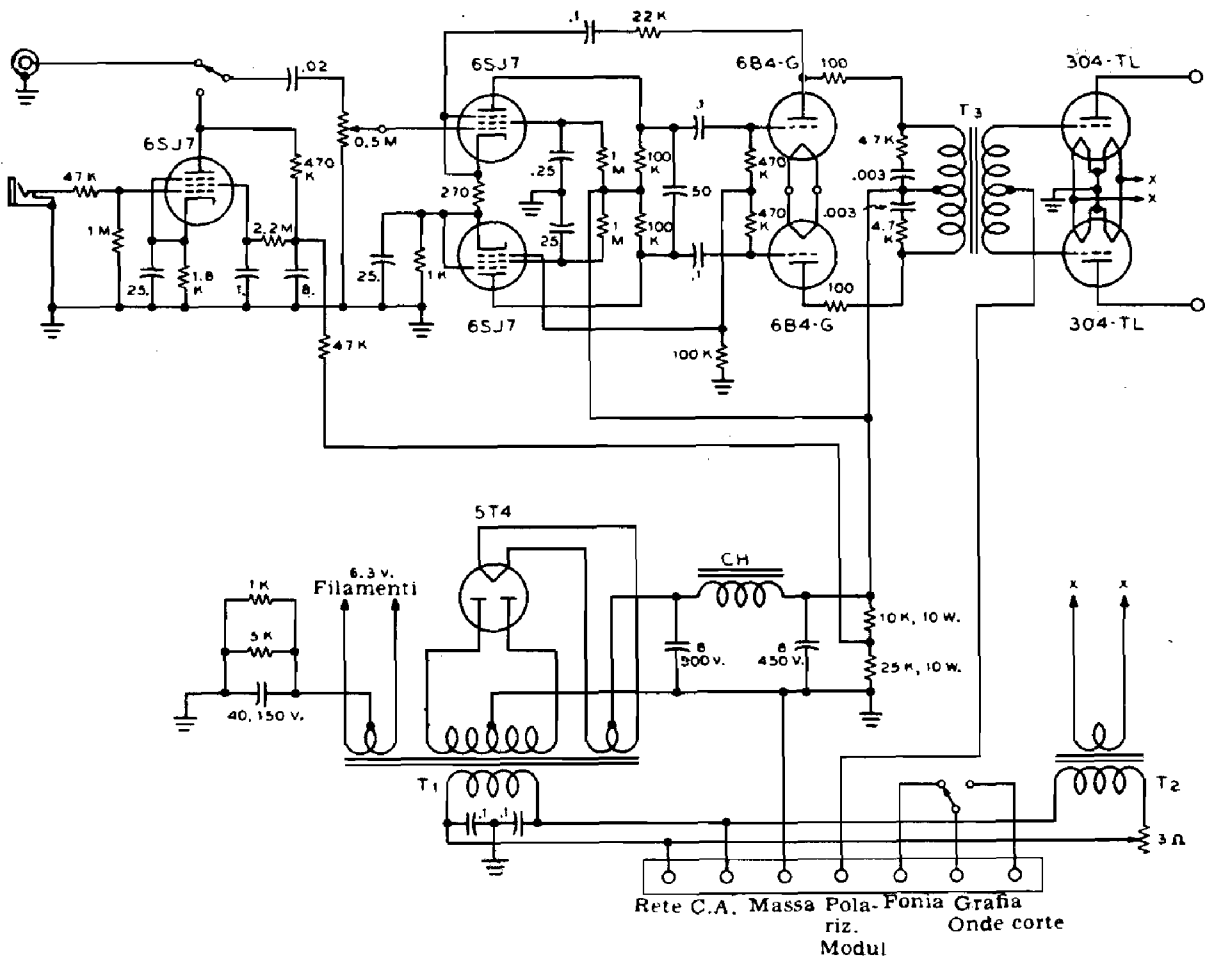 .1
22 K
6SJ7
6B4-G
100
304-TL
.02
T3
6SJ7
0.5 M
.1
47 K
470 K
.25
1 M
100 K
470 K
4.7 K
.003
47 K
270
50
x
x
1 M
2.2 M
.25
1 M
100 K
470 K
.003
4.7 K
25.
1.8 K
.1
8.
25.
1 K
.1
100
6SJ7
6B4-G
304-TL
47 K
100 K
5T4
CH
6.3 v.
Filamenti
1 K
x
x
10 K, 10 W.
5 K
8
500 V.
8
450 V.
25 K, 10 W.
40, 150 V.
T1
T2
.1
.1
3 Ω
Rete C.A. Massa Pola- Fonia Grafia
riz. Onde corte
Modul